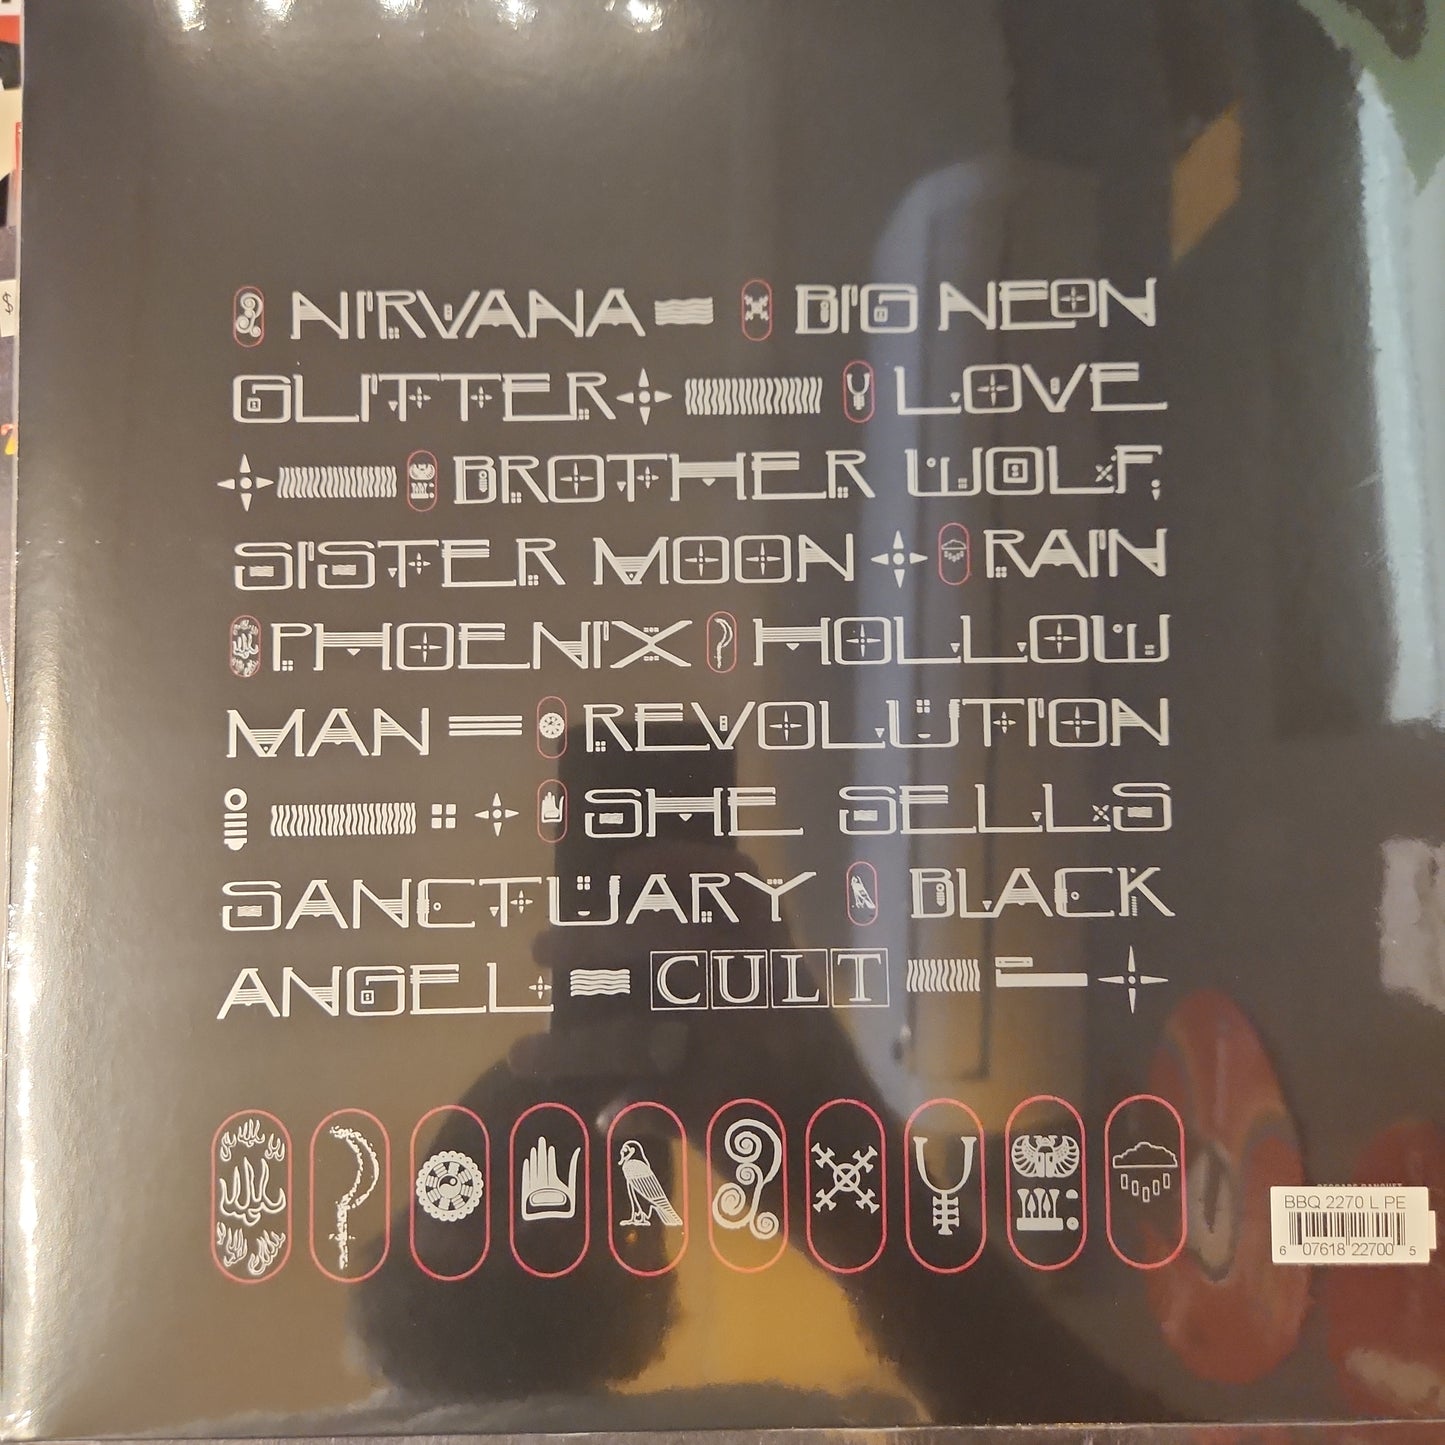 NIRVANA BIG NEON
GLITTER LOVE
BROTHER WOLF,
SISTER MOON RAIN
PHOENIX HOLLOW
MAN REVOLUTION
SHE SELLS
SANCTUARY BLACK
ANGEL CULT
BBQ 2270 L PE
6 07618 22700 5